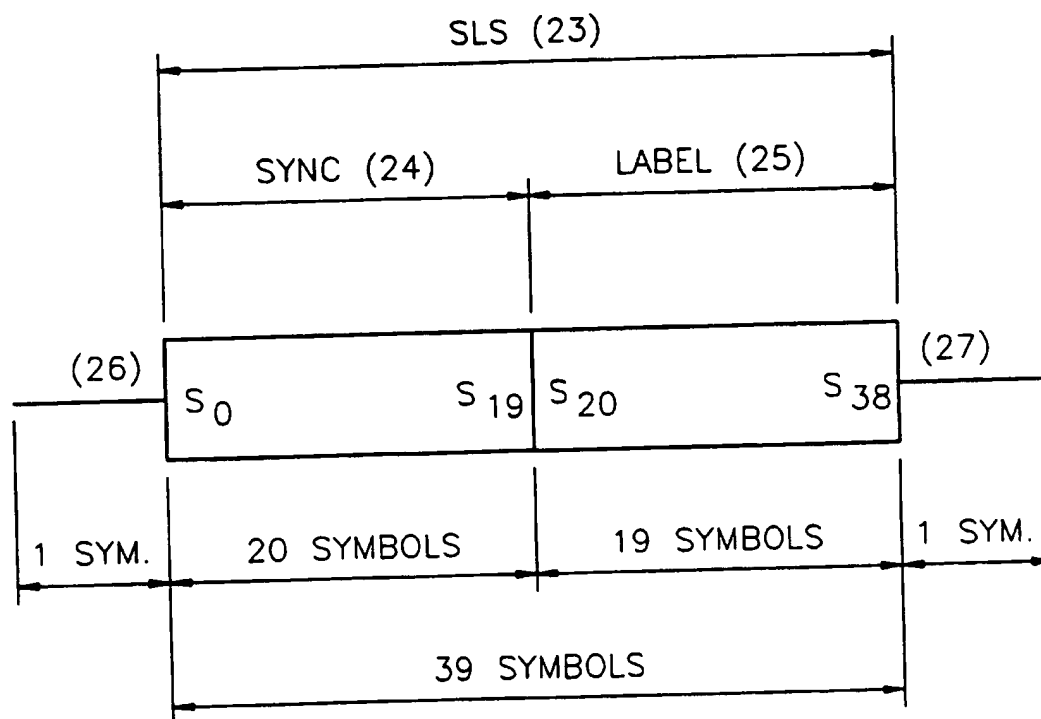 SLS (23)
SYNC (24) LABEL (25)
(26) (27)
S0 S19 S20 S38
1 SYM. 20 SYMBOLS 19 SYMBOLS 1 SYM.
39 SYMBOLS